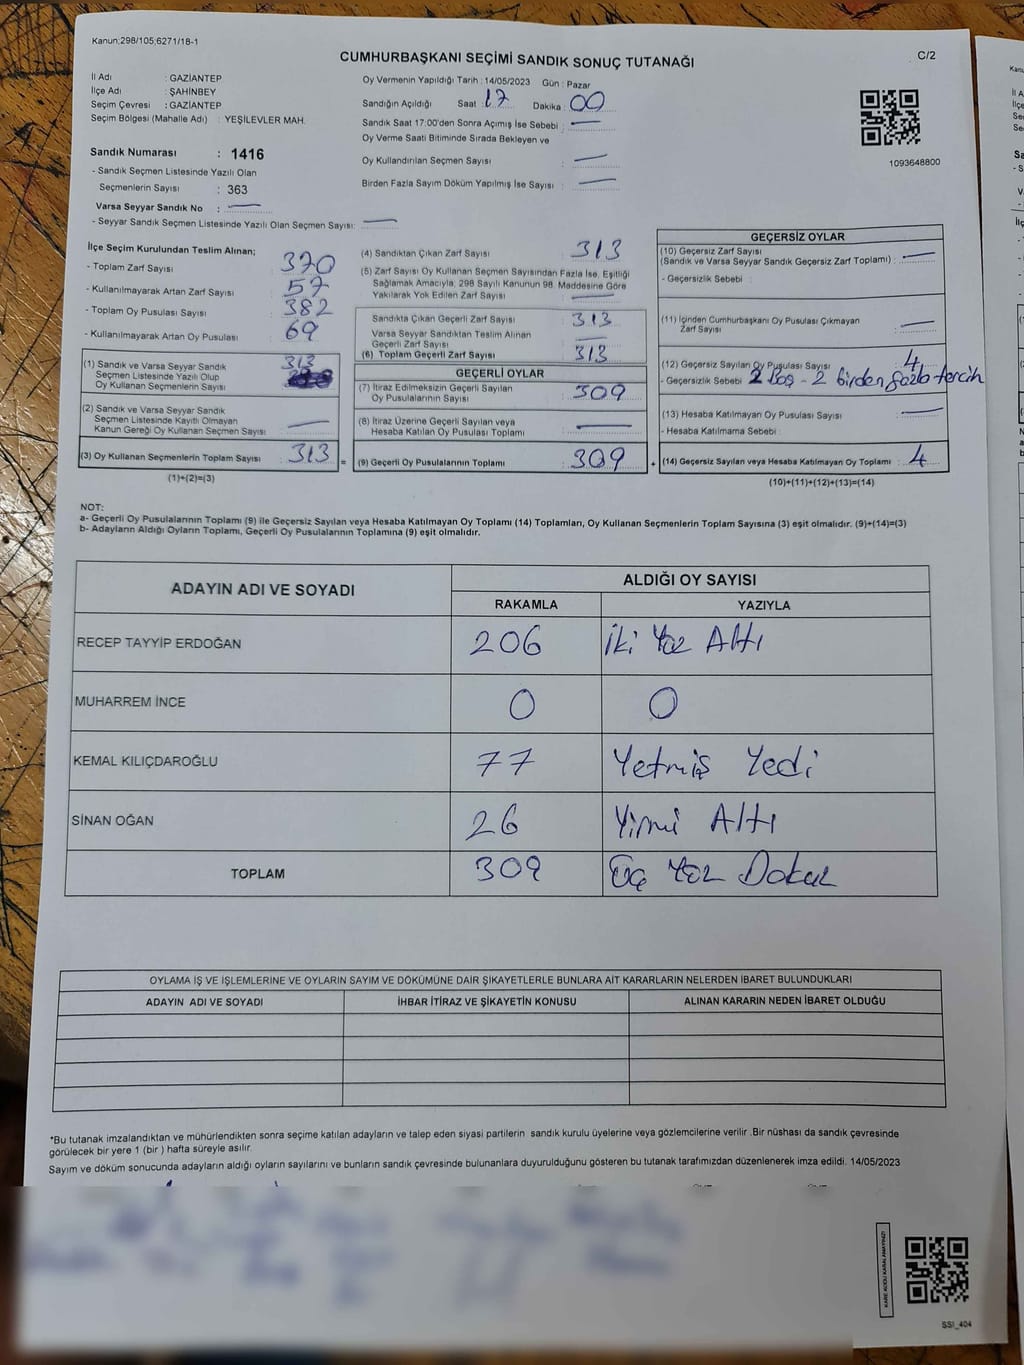 Kanun;298/105;6271/18-1
C/2
CUMHURBAŞKANI SEÇİMİ SANDIK SONUÇ TUTANAĞI
İl Adı : GAZİANTEP
İlçe Adı : ŞAHİNBEY
Seçim Çevresi : GAZİANTEP
Seçim Bölgesi (Mahalle Adı) : YEŞİLEVLER MAH.
Oy Vermenin Yapıldığı Tarih : 14/05/2023 Gün : Pazar
Sandığın Açıldığı Saat : 17 Dakika : 00
Sandık Saat 17:00'den Sonra Açımış İse Sebebi : —
Oy Verme Saati Bitiminde Sırada Bekleyen ve
Oy Kullandırılan Seçmen Sayısı : —
Birden Fazla Sayım Döküm Yapılmış İse Sayısı : —
1093648800
Sandık Numarası : 1416
- Sandık Seçmen Listesinde Yazılı Olan
Seçmenlerin Sayısı : 363
Varsa Seyyar Sandık No : —
- Seyyar Sandık Seçmen Listesinde Yazılı Olan Seçmen Sayısı: —
İlçe Seçim Kurulundan Teslim Alınan;
- Toplam Zarf Sayısı : 370
- Kullanılmayarak Artan Zarf Sayısı : 57
- Toplam Oy Pusulası Sayısı : 382
- Kullanılmayarak Artan Oy Pusulası : 69
(1) Sandık ve Varsa Seyyar Sandık
Seçmen Listesinde Yazılı Olup
Oy Kullanan Seçmenlerin Sayısı : 313
(2) Sandık ve Varsa Seyyar Sandık
Seçmen Listesinde Kayıtlı Olmayan
Kanun Gereği Oy Kullanan Seçmen Sayısı : —
(3) Oy Kullanan Seçmenlerin Toplam Sayısı : 313 =
(1)+(2)=(3)
(4) Sandıktan Çıkan Zarf Sayısı : 313
(5) Zarf Sayısı Oy Kullanan Seçmen Sayısından Fazla İse, Eşitliği
Sağlamak Amacıyla, 298 Sayılı Kanunun 98. Maddesine Göre
Yakılarak Yok Edilen Zarf Sayısı : —
Sandıkta Çıkan Geçerli Zarf Sayısı : 313
Varsa Seyyar Sandıktan Teslim Alınan
Geçerli Zarf Sayısı : —
(6) Toplam Geçerli Zarf Sayısı : 313
GEÇERLİ OYLAR
(7) İtiraz Edilmeksizin Geçerli Sayılan
Oy Pusulasının Sayısı : 309
(8) İtiraz Üzerine Geçerli Sayılan veya
Hesaba Katılan Oy Pusulası Toplamı : —
(9) Geçerli Oy Pusulalarının Toplamı : 309 +
GEÇERSİZ OYLAR
(10) Geçersiz Zarf Sayısı
(Sandık ve Varsa Seyyar Sandık Geçersiz Zarf Toplamı) : —
- Geçersizlik Sebebi :
(11) İçinden Cumhurbaşkanı Oy Pusulası Çıkmayan
Zarf Sayısı : —
(12) Geçersiz Sayılan Oy Pusulası Sayısı : 4
- Geçersizlik Sebebi : 2 Boş - 2 birden fazla tercih
(13) Hesaba Katılmayan Oy Pusulası Sayısı : —
- Hesaba Katılmama Sebebi :
(14) Geçersiz Sayılan veya Hesaba Katılmayan Oy Toplamı : 4
(10)+(11)+(12)+(13)=(14)
NOT:
a- Geçerli Oy Pusulalarının Toplamı (9) ile Geçersiz Sayılan veya Hesaba Katılmayan Oy Toplamı (14) Toplamları, Oy Kullanan Seçmenlerin Toplam Sayısına (3) eşit olmalıdır. (9)+(14)=(3)
b- Adayların Aldığı Oyların Toplamı, Geçerli Oy Pusulalarının Toplamına (9) eşit olmalıdır.
ADAYIN ADI VE SOYADI
ALDIĞI OY SAYISI
RAKAMLA YAZIYLA
RECEP TAYYİP ERDOĞAN 206 İki Yüz Altı
MUHARREM İNCE 0 0
KEMAL KILIÇDAROĞLU 77 Yetmiş Yedi
SİNAN OĞAN 26 Yirmi Altı
TOPLAM 309 Üç Yüz Dokuz
OYLAMA İŞ VE İŞLEMLERİNE VE OYLARIN SAYIM VE DÖKÜMÜNE DAİR ŞİKAYETLERLE BUNLARA AİT KARARLARIN NELERDEN İBARET BULUNDUKLARI
ADAYIN ADI VE SOYADI İHBAR İTİRAZ VE ŞİKAYETİN KONUSU ALINAN KARARIN NEDEN İBARET OLDUĞU
*Bu tutanak imzalandıktan ve mühürlendikten sonra seçime katılan adayların ve talep eden siyasi partilerin sandık kurulu üyelerine veya gözlemcilerine verilir .Bir nüshası da sandık çevresinde
görülecek bir yere 1 (bir ) hafta süreyle asılır.
Sayım ve döküm sonucunda adayların aldığı oyların sayılarını ve bunların sandık çevresinde bulunanlara duyurulduğunu gösteren bu tutanak tarafımızdan düzenlenerek imza edildi. 14/05/2023
KARE KODU KARALAMAYINIZ!
SSI_404